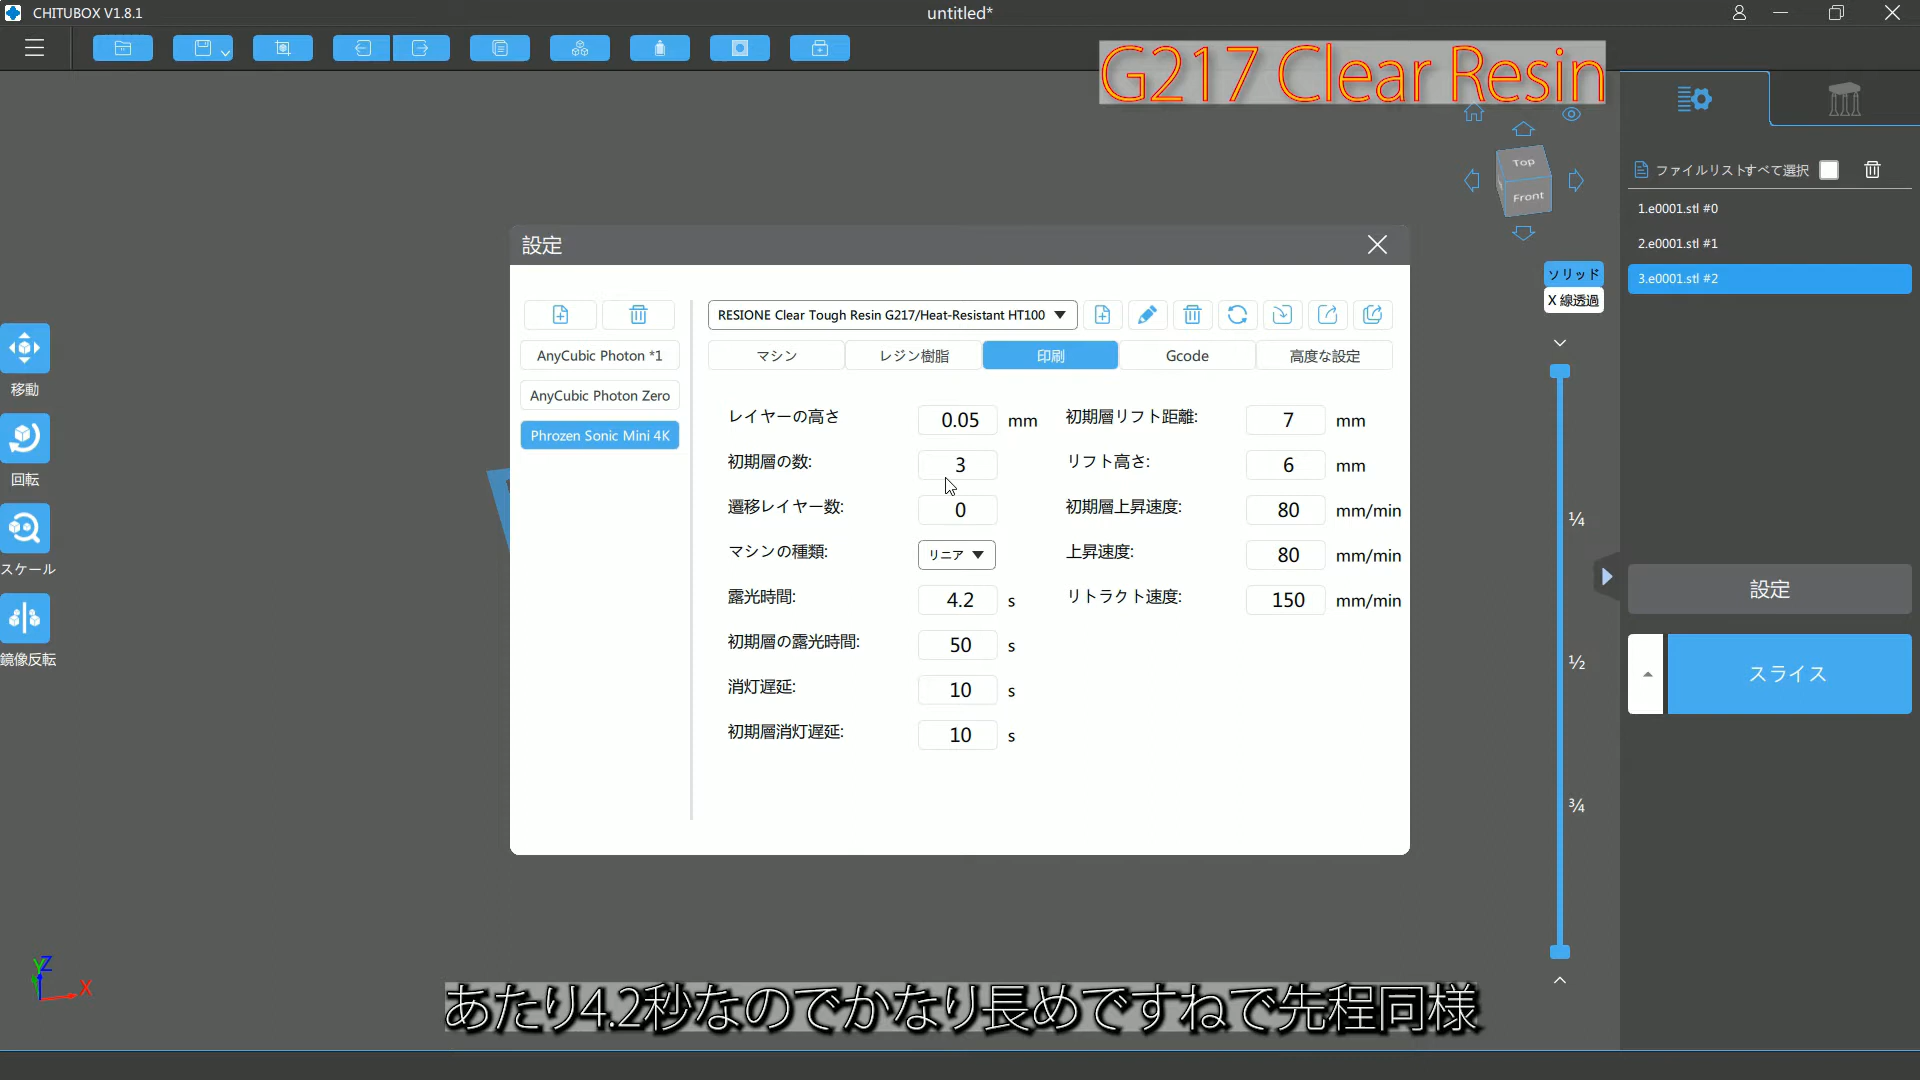 CHITUBOX V1.8.1
untitled*
G217 Clear Resin
Top
Front
ファイルリスト
すべて選択
1.e0001.stl #0
2.e0001.stl #1
3.e0001.stl #2
ソリッド
X 線透過
移動
回転
スケール
鏡像反転
設定
RESIONE Clear Tough Resin G217/Heat-Resistant HT100
AnyCubic Photon *1
AnyCubic Photon Zero
Phrozen Sonic Mini 4K
マシン
レジン樹脂
印刷
Gcode
高度な設定
レイヤーの高さ 0.05 mm
初期層の数: 3
遷移レイヤー数: 0
マシンの種類: リニア
露光時間: 4.2 s
初期層の露光時間: 50 s
消灯遅延: 10 s
初期層消灯遅延: 10 s
初期層リフト距離: 7 mm
リフト高さ: 6 mm
初期層上昇速度: 80 mm/min
上昇速度: 80 mm/min
リトラクト速度: 150 mm/min
¼
½
¾
設定
スライス
Z
Y
X
あたり4.2秒なのでかなり長めですねで先程同様